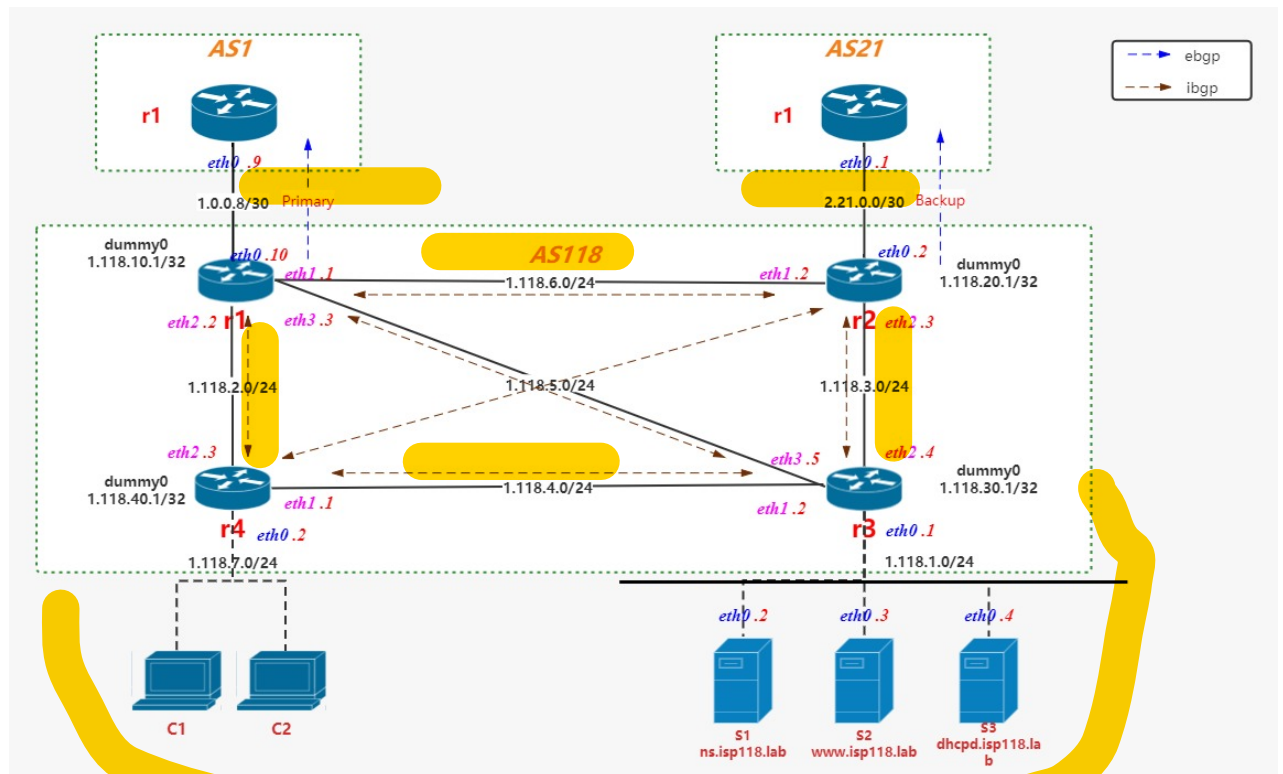 AS1
AS21
ebgp
ibgp
r1
r1
eth0 .9
eth0 .1
1.0.0.8/30
Primary
2.21.0.0/30
Backup
dummy0
1.118.10.1/32
eth0 .10
AS118
eth0 .2
dummy0
1.118.20.1/32
eth1 .1
eth1 .2
1.118.6.0/24
eth2 .2
r1
eth3 .3
r2
eth2 .3
1.118.2.0/24
1.118.5.0/24
1.118.3.0/24
eth2 .3
eth3 .5
eth2 .4
dummy0
1.118.40.1/32
dummy0
1.118.30.1/32
eth1 .1
1.118.4.0/24
eth1 .2
r4
eth0 .2
r3
eth0 .1
1.118.7.0/24
1.118.1.0/24
eth0 .2
eth0 .3
eth0 .4
C1
C2
S1
ns.isp118.lab
S2
www.isp118.lab
S3
dhcpd.isp118.la
b